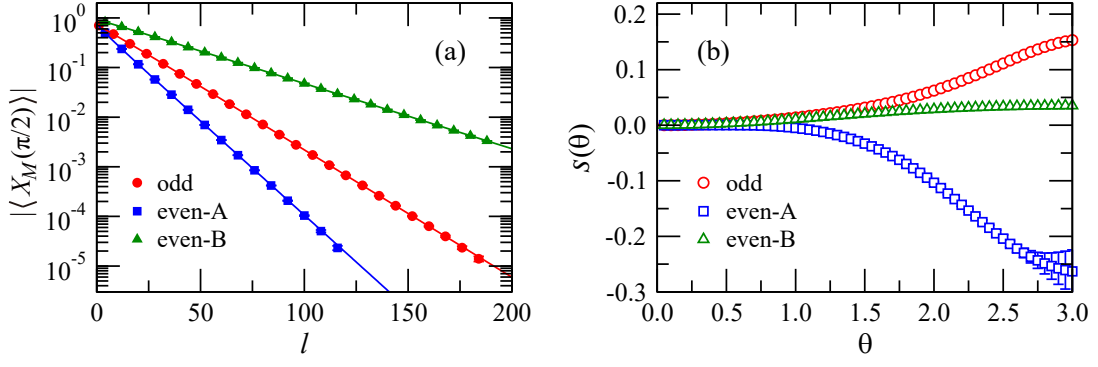 10^0
10^-1
10^-2
10^-3
10^-4
10^-5
|⟨X_M(π/2)⟩|
(a)
odd
even-A
even-B
0 50 100 150 200
l
0.2
0.1
0.0
-0.1
-0.2
-0.3
s(θ)
(b)
odd
even-A
even-B
0.0 0.5 1.0 1.5 2.0 2.5 3.0
θ